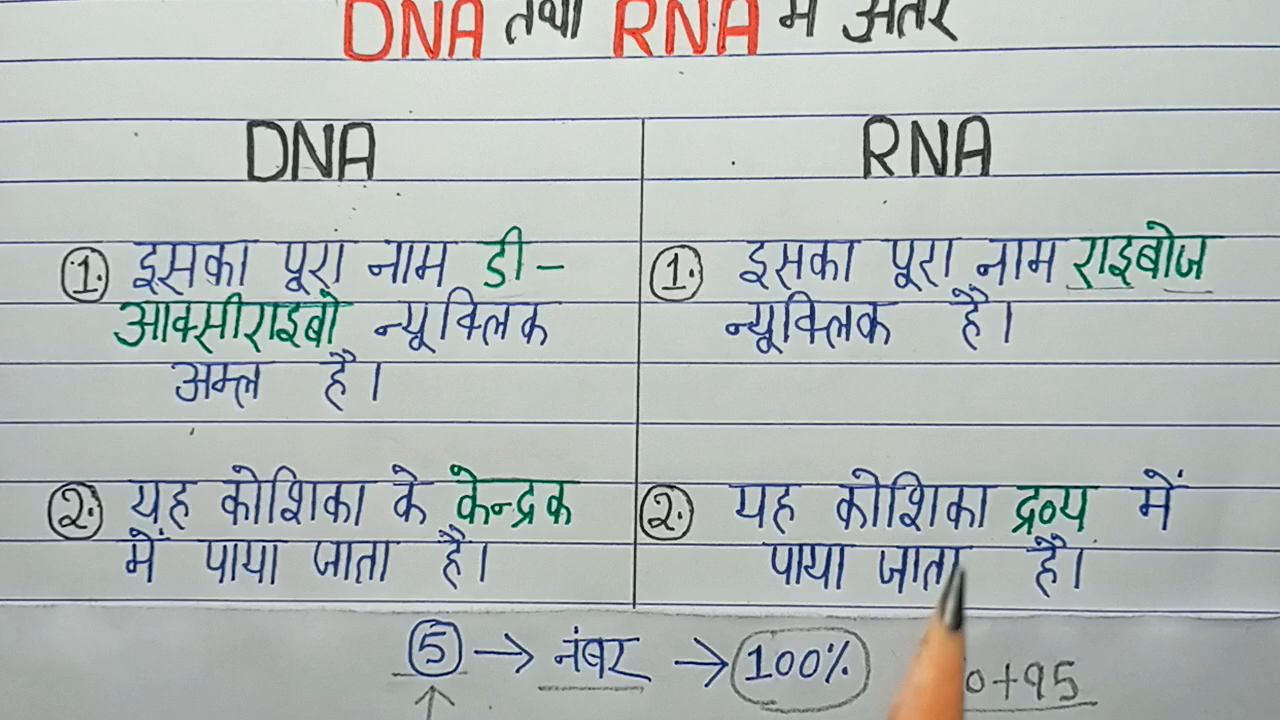 DNA तथा RNA में अंतर
DNA
RNA
1. इसका पूरा नाम डी-
आक्सीराइबो न्यूक्लिक
अम्ल है।
2. यह कोशिका के केन्द्रक
में पाया जाता है।
1. इसका पूरा नाम राइबोज
न्यूक्लिक है।
2. यह कोशिका द्रव्य में
पाया जाता है।
5 → नंबर → 100%